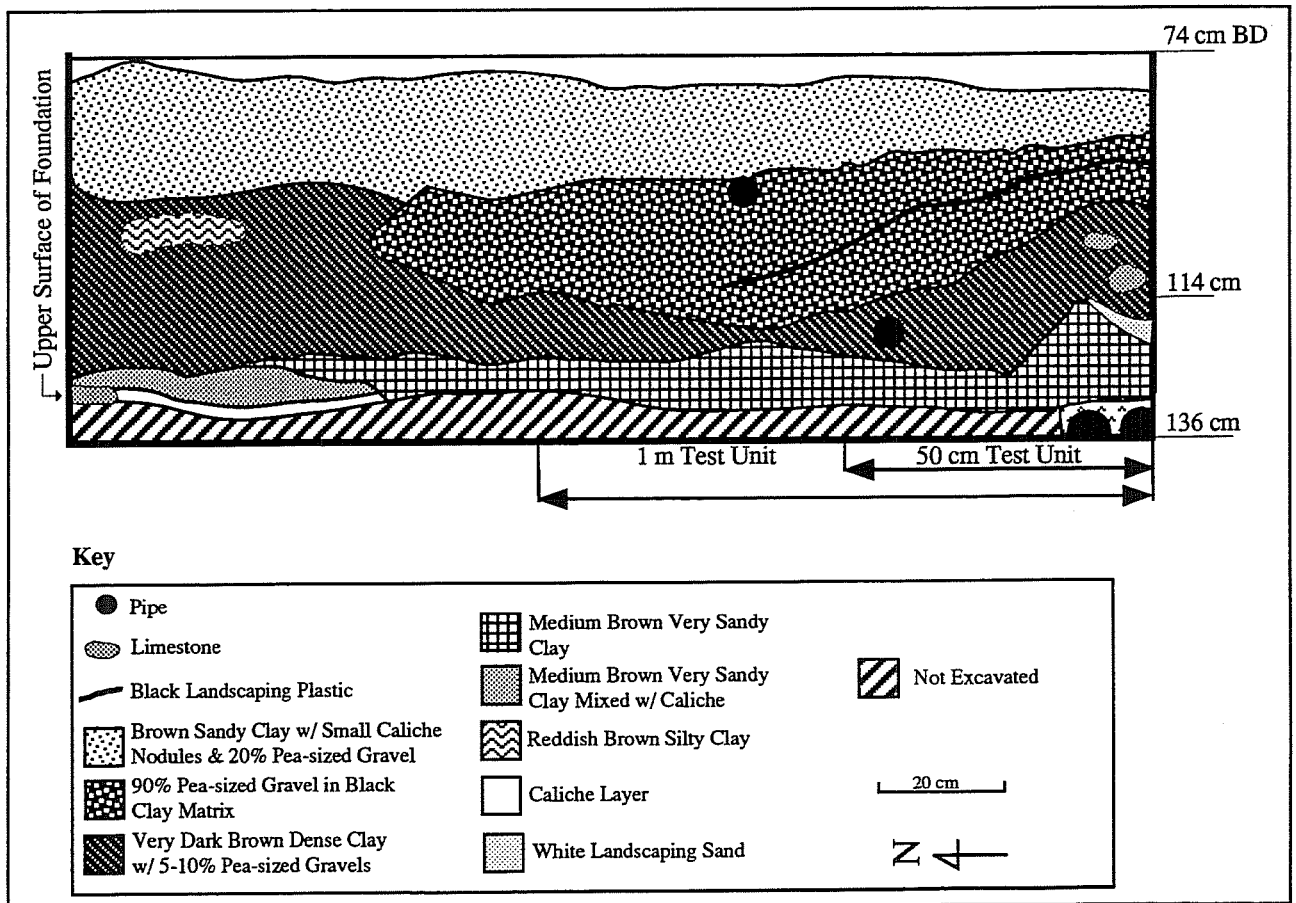 74 cm BD
Upper Surface of Foundation
114 cm
136 cm
1 m Test Unit
50 cm Test Unit
Key
Pipe
Limestone
Black Landscaping Plastic
Brown Sandy Clay w/ Small Caliche
Nodules & 20% Pea-sized Gravel
90% Pea-sized Gravel in Black
Clay Matrix
Very Dark Brown Dense Clay
w/ 5-10% Pea-sized Gravels
Medium Brown Very Sandy
Clay
Medium Brown Very Sandy
Clay Mixed w/ Caliche
Reddish Brown Silty Clay
Caliche Layer
White Landscaping Sand
Not Excavated
20 cm
N